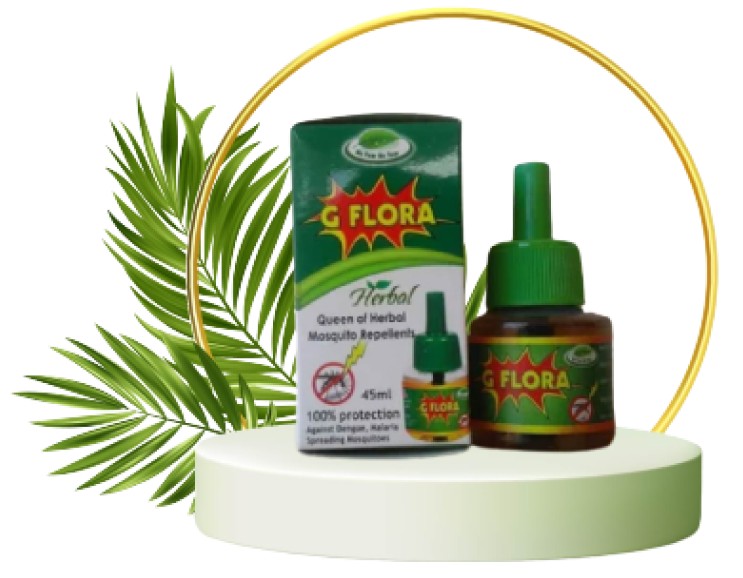 G FLORA
Herbal
Queen of Herbal
Mosquito Repellents
45ml
100% protection
Against Dengue, Malaria
Spreading Mosquitoes
G FLORA
G FLORA